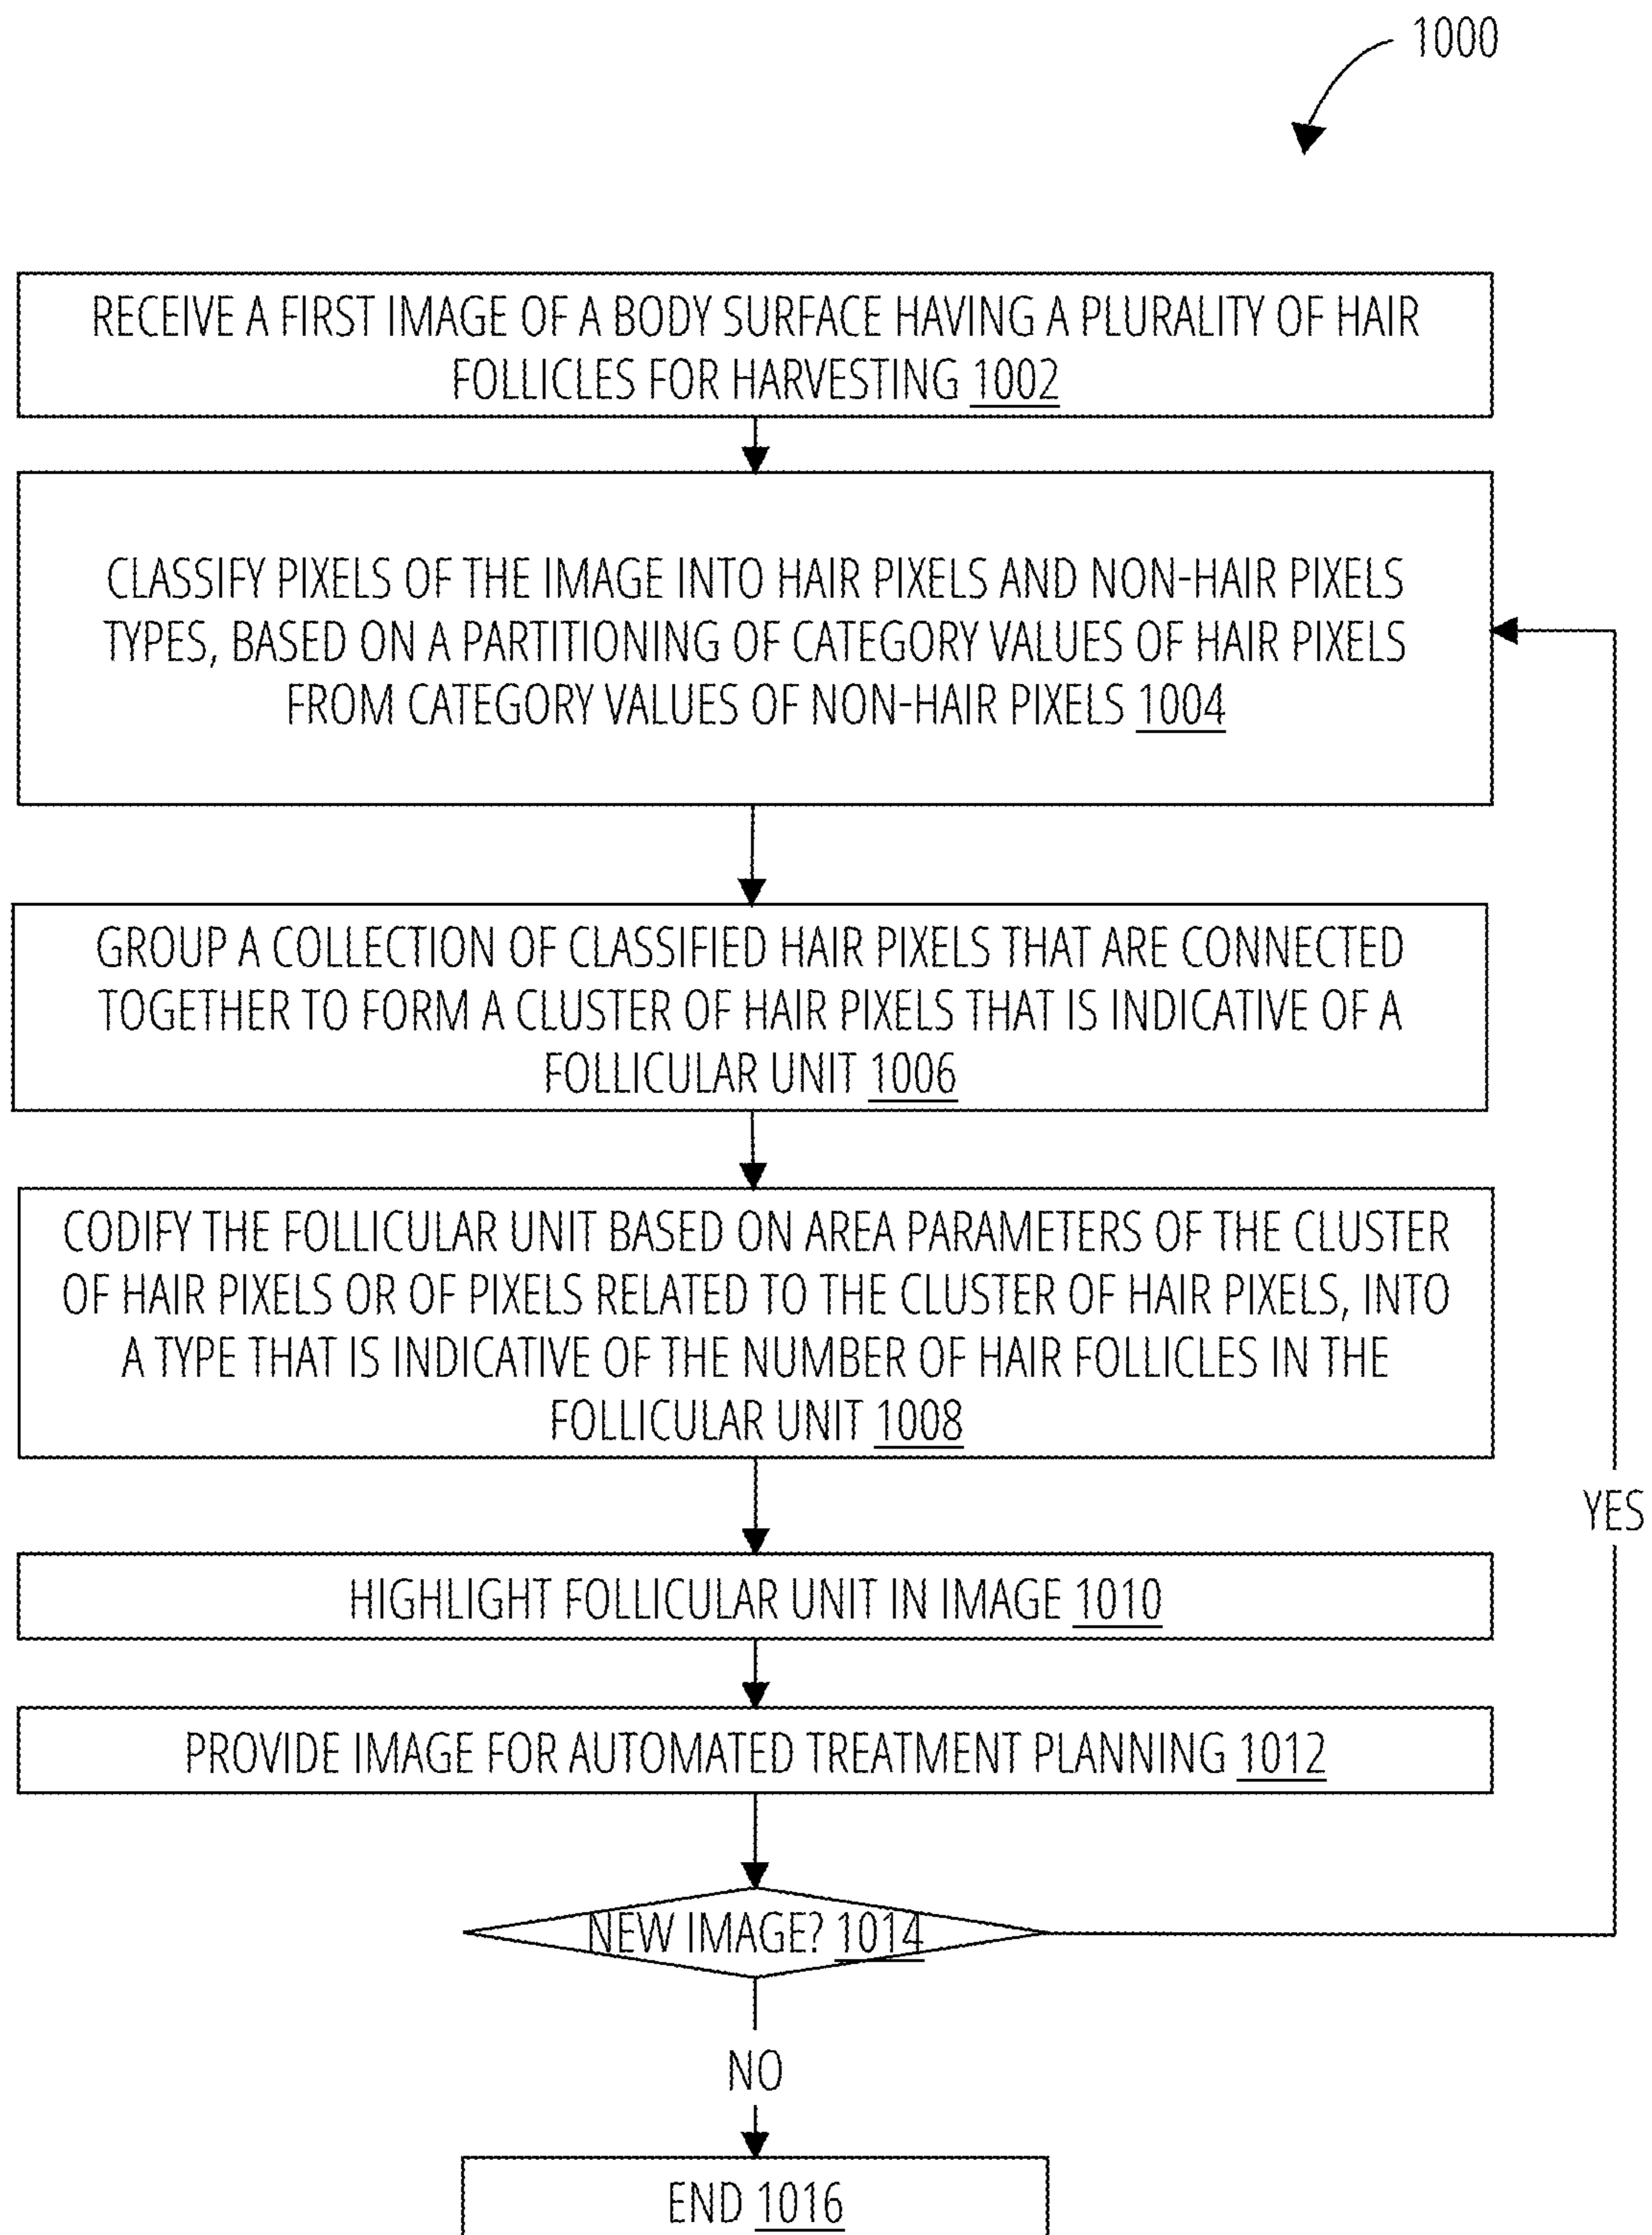 1000
RECEIVE A FIRST IMAGE OF A BODY SURFACE HAVING A PLURALITY OF HAIR
FOLLICLES FOR HARVESTING 1002
CLASSIFY PIXELS OF THE IMAGE INTO HAIR PIXELS AND NON-HAIR PIXELS
TYPES, BASED ON A PARTITIONING OF CATEGORY VALUES OF HAIR PIXELS
FROM CATEGORY VALUES OF NON-HAIR PIXELS 1004
GROUP A COLLECTION OF CLASSIFIED HAIR PIXELS THAT ARE CONNECTED
TOGETHER TO FORM A CLUSTER OF HAIR PIXELS THAT IS INDICATIVE OF A
FOLLICULAR UNIT 1006
CODIFY THE FOLLICULAR UNIT BASED ON AREA PARAMETERS OF THE CLUSTER
OF HAIR PIXELS OR OF PIXELS RELATED TO THE CLUSTER OF HAIR PIXELS, INTO
A TYPE THAT IS INDICATIVE OF THE NUMBER OF HAIR FOLLICLES IN THE
FOLLICULAR UNIT 1008
YES
HIGHLIGHT FOLLICULAR UNIT IN IMAGE 1010
PROVIDE IMAGE FOR AUTOMATED TREATMENT PLANNING 1012
NEW IMAGE? 1014
NO
END 1016